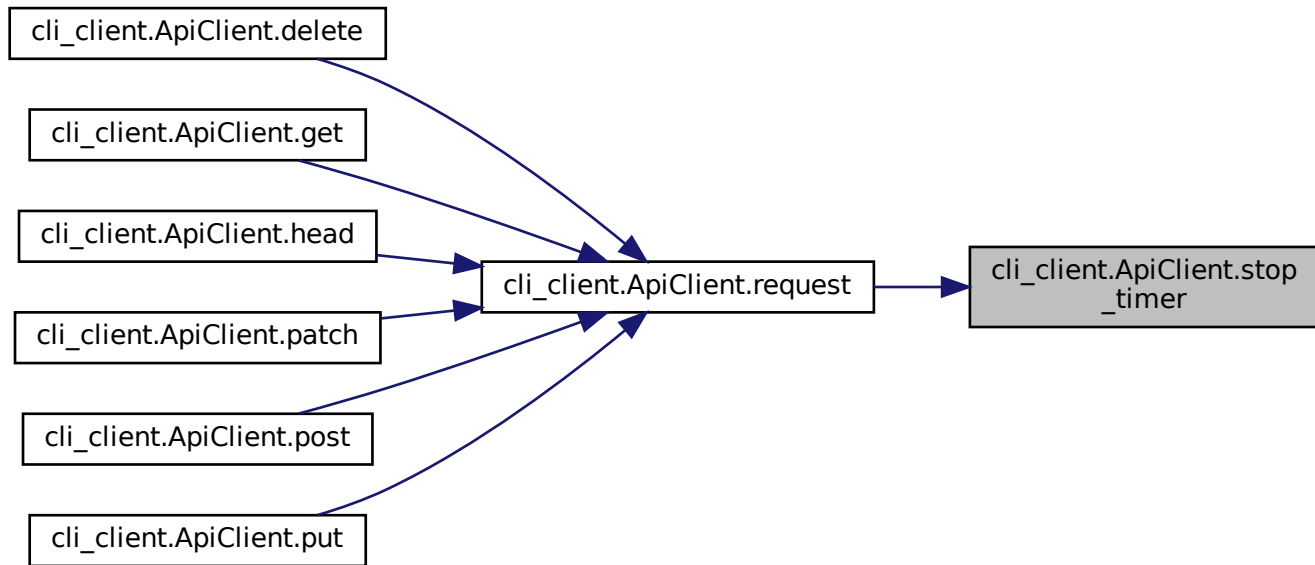 cli_client.ApiClient.delete
cli_client.ApiClient.get
cli_client.ApiClient.head
cli_client.ApiClient.patch
cli_client.ApiClient.post
cli_client.ApiClient.put
cli_client.ApiClient.request
cli_client.ApiClient.stop
_timer